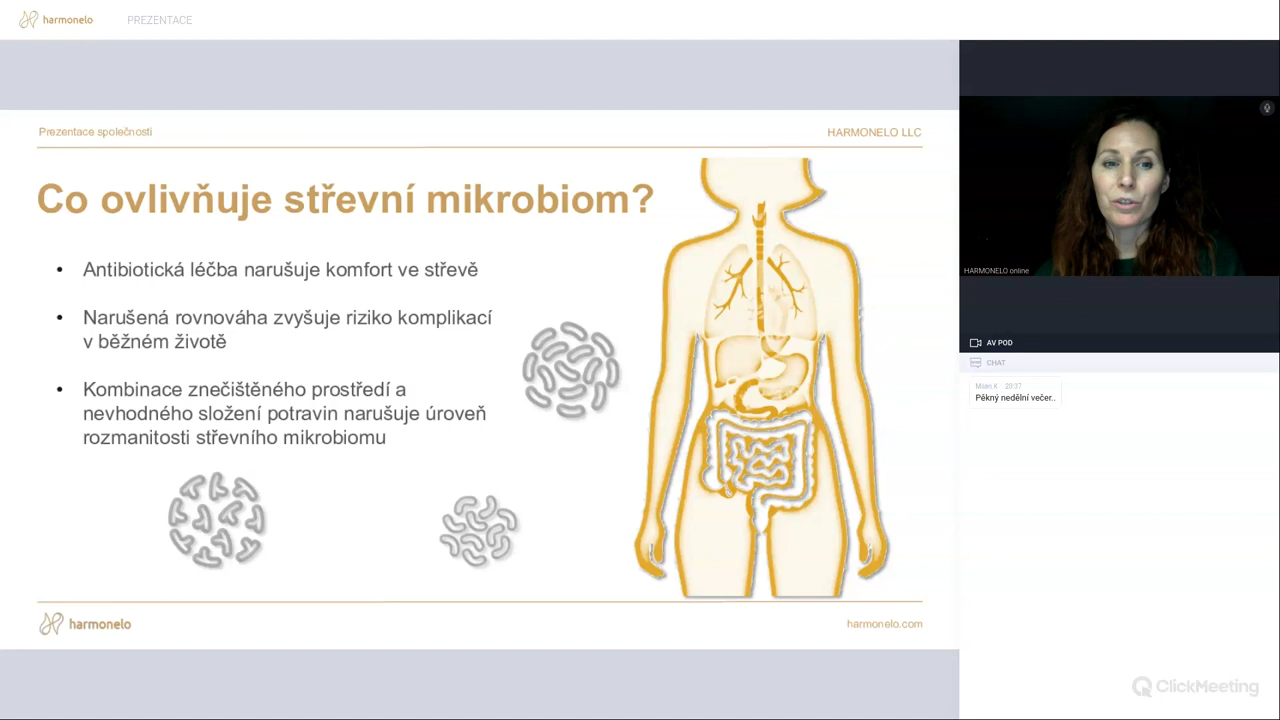 harmonelo
PREZENTACE
Prezentace společnosti
HARMONELO LLC
Co ovlivňuje střevní mikrobiom?
• Antibiotická léčba narušuje komfort ve střevě
• Narušená rovnováha zvyšuje riziko komplikací
v běžném životě
• Kombinace znečištěného prostředí a
nevhodného složení potravin narušuje úroveň
rozmanitosti střevního mikrobiomu
harmonelo
harmonelo.com
HARMONELO online
AV POD
CHAT
Milan K 20:37
Pěkný nedělní večer..
ClickMeeting